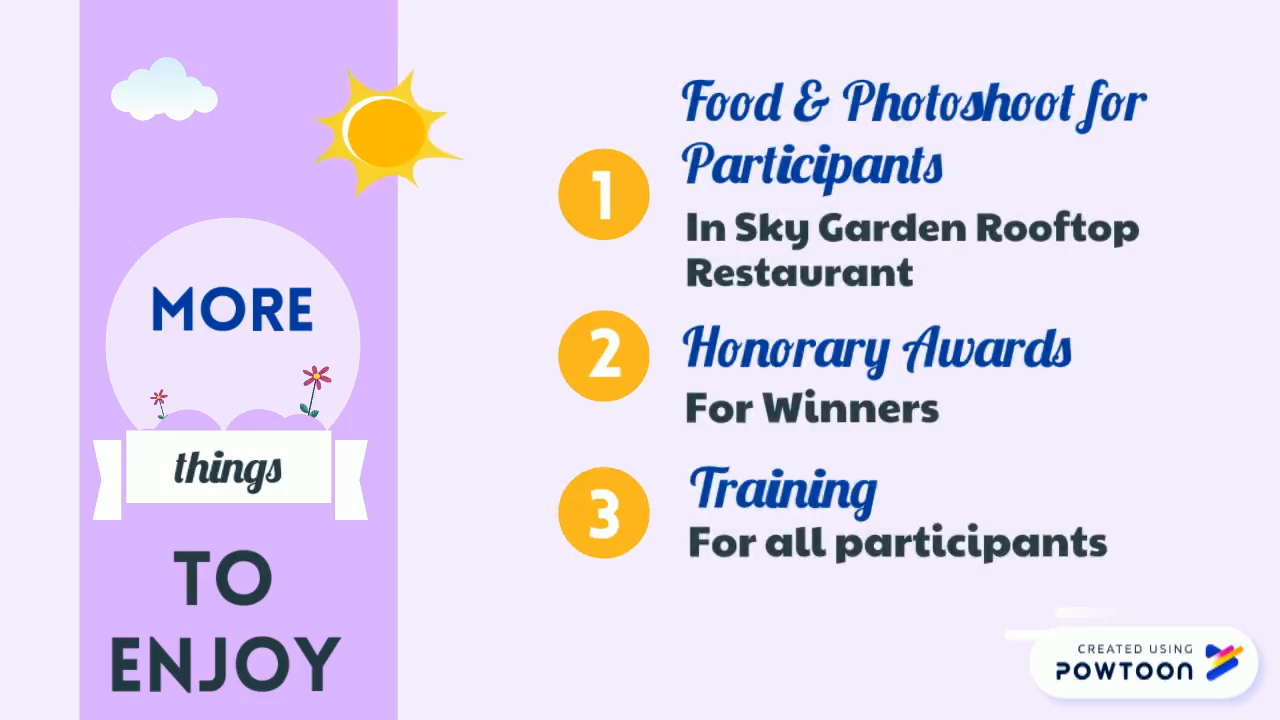 MORE
things
TO
ENJOY
1
Food & Photoshoot for
Participants
In Sky Garden Rooftop
Restaurant
2
Honorary Awards
For Winners
3
Training
For all participants
CREATED USING
POWTOON